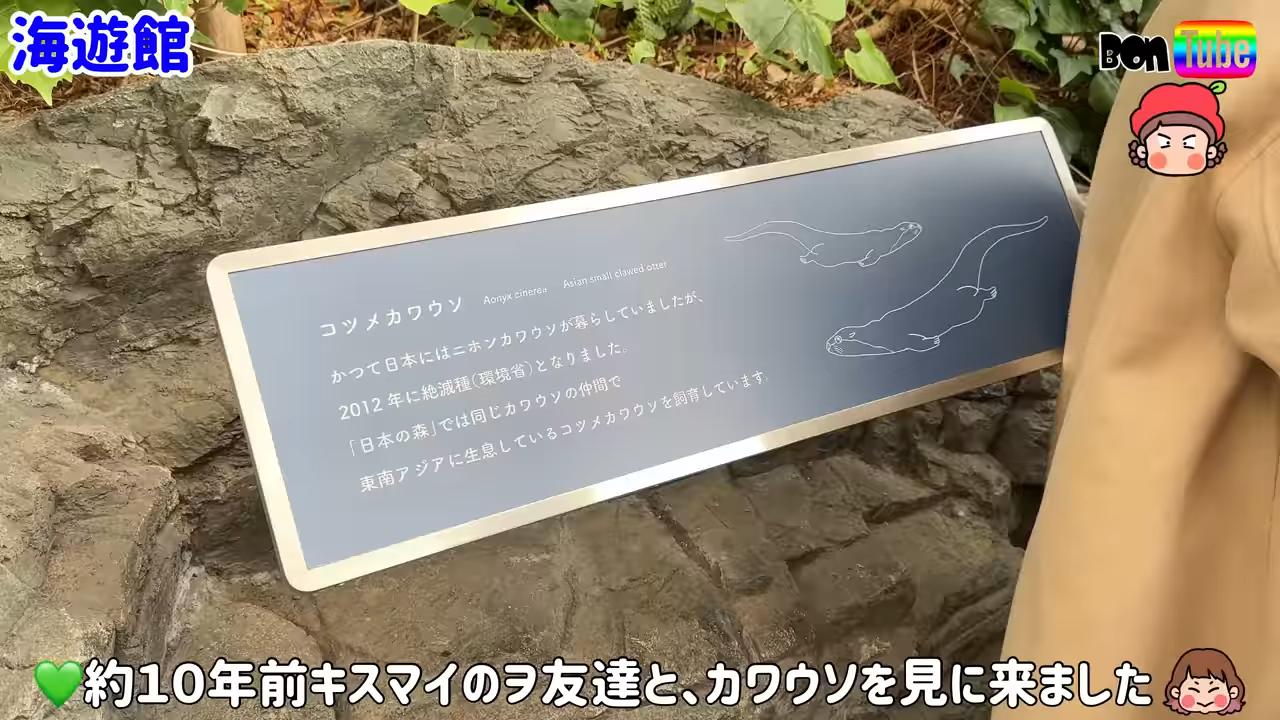 海遊館
BON Tube
コツメカワウソ Aonyx cinerea Asian small clawed otter
かつて日本にはニホンカワウソが暮らしていましたが、
2012年に絶滅種(環境省)となりました。
「日本の森」では同じカワウソの仲間で
東南アジアに生息しているコツメカワウソを飼育しています。
💚約10年前キスマイのヲ友達と、カワウソを見に来ました